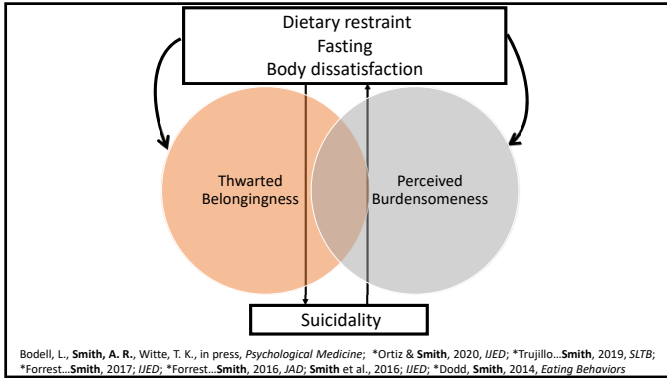 Dietary restraint
Fasting
Body dissatisfaction
Thwarted
Belongingness
Perceived
Burdensomeness
Suicidality
Bodell, L., Smith, A. R., Witte, T. K., in press, Psychological Medicine; *Ortiz & Smith, 2020, IJED; *Trujillo...Smith, 2019, SLTB;
*Forrest...Smith, 2017; IJED; *Forrest...Smith, 2016, JAD; Smith et al., 2016; IJED; *Dodd, Smith, 2014, Eating Behaviors